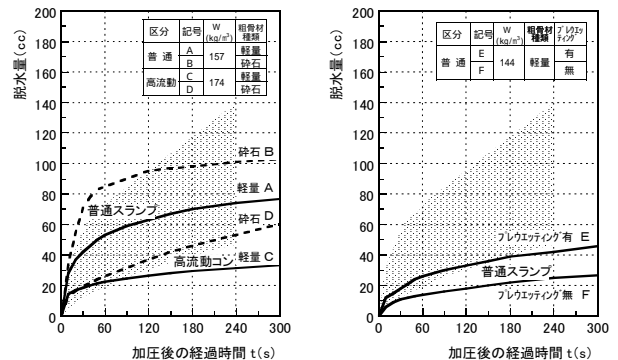 脱水量(cc)
200
180
160
140
120
100
80
60
40
20
0
区分 記号 W (kg/m³) 粗骨材種類
普通 A 157 軽量
B 砕石
高流動 C 174 軽量
D 砕石
砕石 B
軽量 A
普通スランプ
砕石 D
高流動コン
軽量 C
0 60 120 180 240 300
加圧後の経過時間 t(s)
脱水量(cc)
200
180
160
140
120
100
80
60
40
20
0
区分 記号 W (kg/m³) 粗骨材種類 プレウエッティング
普通 E 144 軽量 有
F 無
プレウエッティング有 E
普通スランプ
プレウエッティング無 F
0 60 120 180 240 300
加圧後の経過時間 t(s)